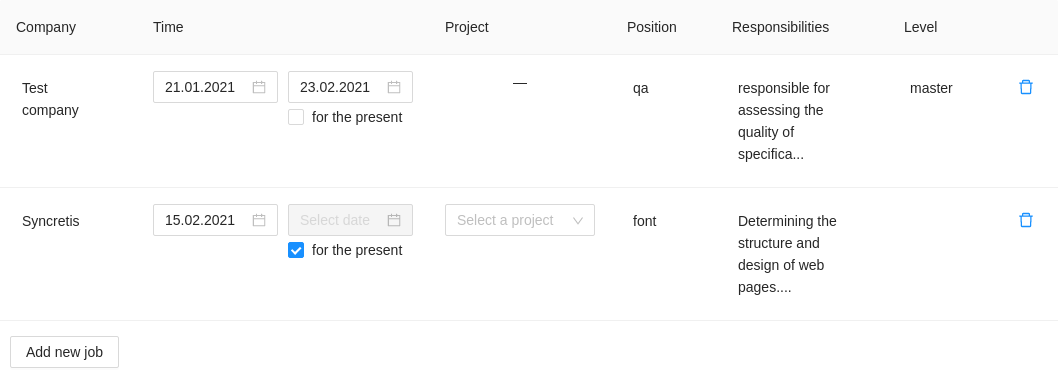 Company Time Project Position Responsibilities Level
Test company 21.01.2021 23.02.2021 — qa responsible for assessing the quality of specifica... master
for the present
Syncretis 15.02.2021 Select date Select a project font Determining the structure and design of web pages....
for the present
Add new job